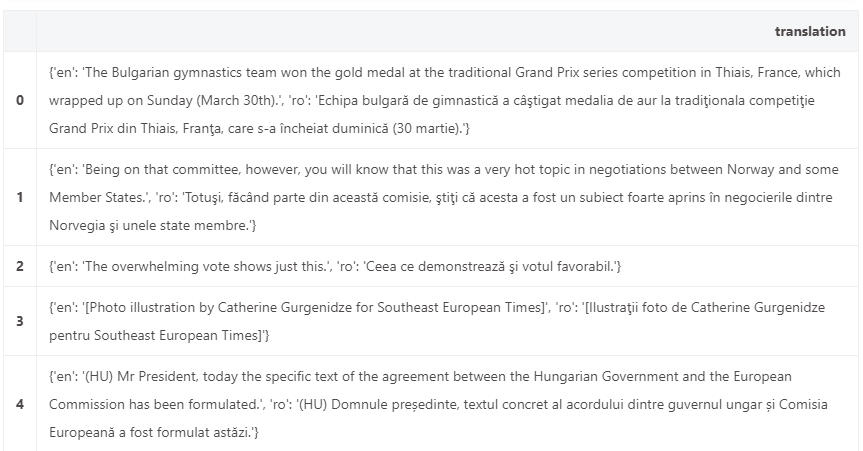 translation
0
{'en': 'The Bulgarian gymnastics team won the gold medal at the traditional Grand Prix series competition in Thiais, France, which
wrapped up on Sunday (March 30th).', 'ro': 'Echipa bulgară de gimnastică a câştigat medalia de aur la tradiţionala competiţie
Grand Prix din Thiais, Franţa, care s-a încheiat duminică (30 martie).'}
1
{'en': 'Being on that committee, however, you will know that this was a very hot topic in negotiations between Norway and some
Member States.', 'ro': 'Totuşi, făcând parte din această comisie, ştiţi că acesta a fost un subiect foarte aprins în negocierile dintre
Norvegia şi unele state membre.'}
2
{'en': 'The overwhelming vote shows just this.', 'ro': 'Ceea ce demonstrează şi votul favorabil.'}
3
{'en': '[Photo illustration by Catherine Gurgenidze for Southeast European Times]', 'ro': '[Ilustraţii foto de Catherine Gurgenidze
pentru Southeast European Times]'}
4
{'en': '(HU) Mr President, today the specific text of the agreement between the Hungarian Government and the European
Commission has been formulated.', 'ro': '(HU) Domnule președinte, textul concret al acordului dintre guvernul ungar și Comisia
Europeană a fost formulat astăzi.'}